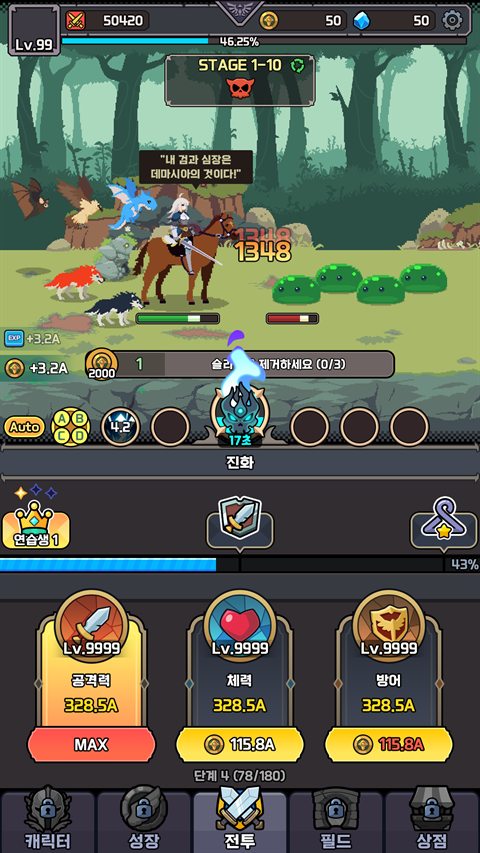 50420
50
50
Lv.99
46.25%
STAGE 1-10
"내 검과 심장은
데마시아의 것이다!"
1348
1348
EXP +3.2A
+3.2A
2000
1
제거하세요 (0/3)
Auto
A B
C D
4.2
17초
진화
연습생 1
43%
Lv.9999
Lv.9999
Lv.9999
공격력
체력
방어
328.5A
328.5A
328.5A
MAX
115.8A
115.8A
단계 4 (78/180)
캐릭터
성장
전투
필드
상점